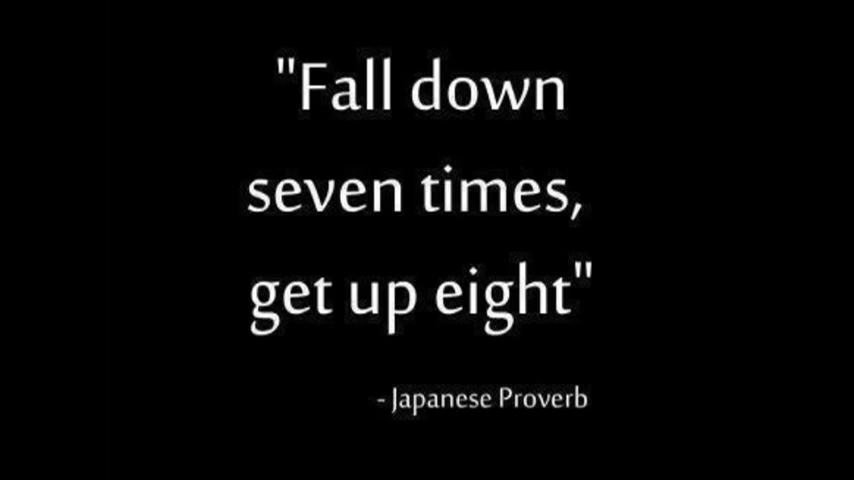 "Fall down
seven times,
get up eight"
- Japanese Proverb